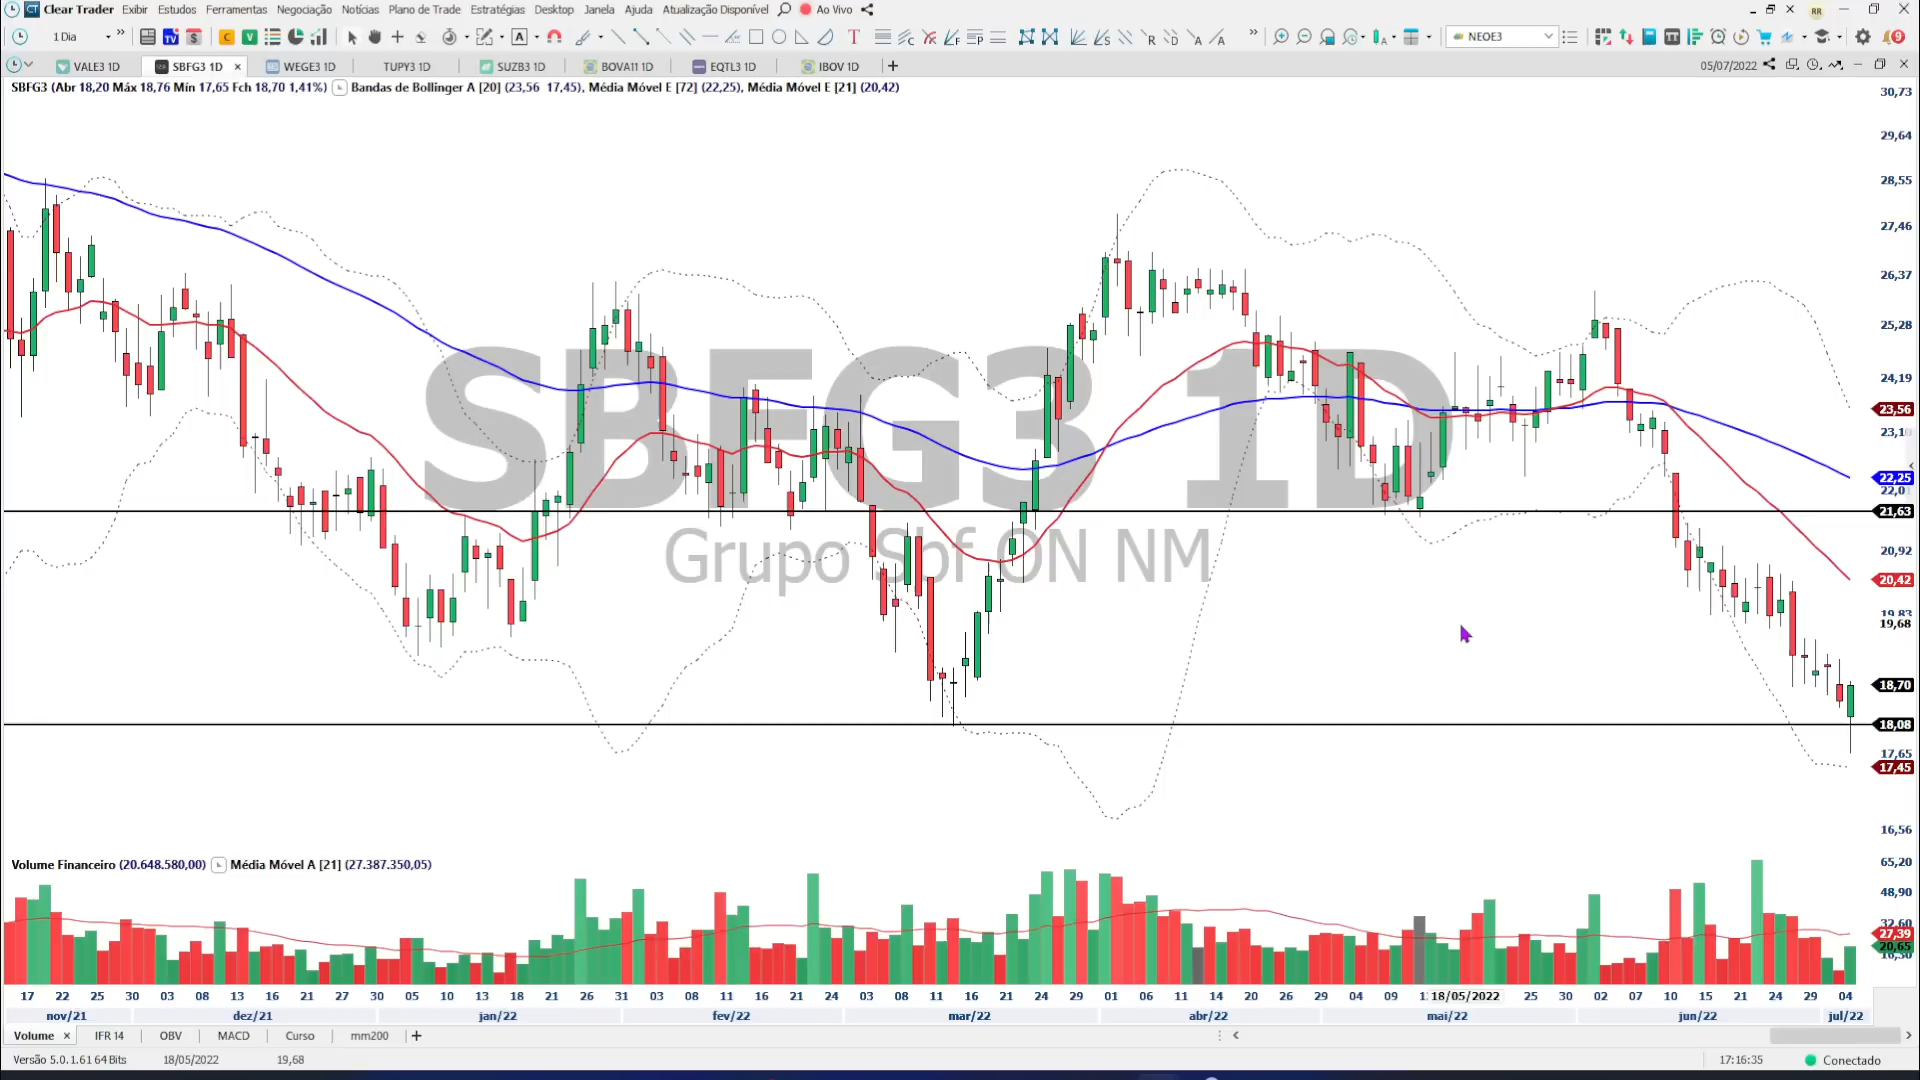 Clear Trader Exibir Estudos Ferramentas Negociação Notícias Plano de Trade Estratégias Desktop Janela Ajuda Atualização Disponível Ao Vivo RR
1 Dia NEOE3 9
VALE3 1D SBFG3 1D WEGE3 1D TUPY3 1D SUZB3 1D BOVA11 1D EQTL3 1D IBOV 1D 05/07/2022
SBFG3 (Abr 18,20 Máx 18,76 Mín 17,65 Fch 18,70 1,41%) Bandas de Bollinger A [20] (23,56 17,45), Média Móvel E [72] (22,25), Média Móvel E [21] (20,42)
30,73
29,64
28,55
27,46
26,37
25,28
24,19
23,56
23,10
22,25
22,01
21,63
20,92
20,42
19,83
19,68
18,70
18,08
17,65
17,45
16,56
SBFG3 1D
Grupo Sbf ON NM
Volume Financeiro (20.648.580,00) Média Móvel A [21] (27.387.350,05)
65,20
48,90
32,60
27,39
20,65
16,30
17 22 25 30 03 08 13 16 21 27 30 05 10 13 18 21 26 31 03 08 11 16 21 24 03 08 11 16 21 24 29 01 06 11 14 20 26 29 04 09 18/05/2022 25 30 02 07 10 15 21 24 29 04
nov/21 dez/21 jan/22 fev/22 mar/22 abr/22 mai/22 jun/22 jul/22
Volume IFR 14 OBV MACD Curso mm200
Versão 5.0.1.61 64 Bits 18/05/2022 19,68 17:16:35 Conectado